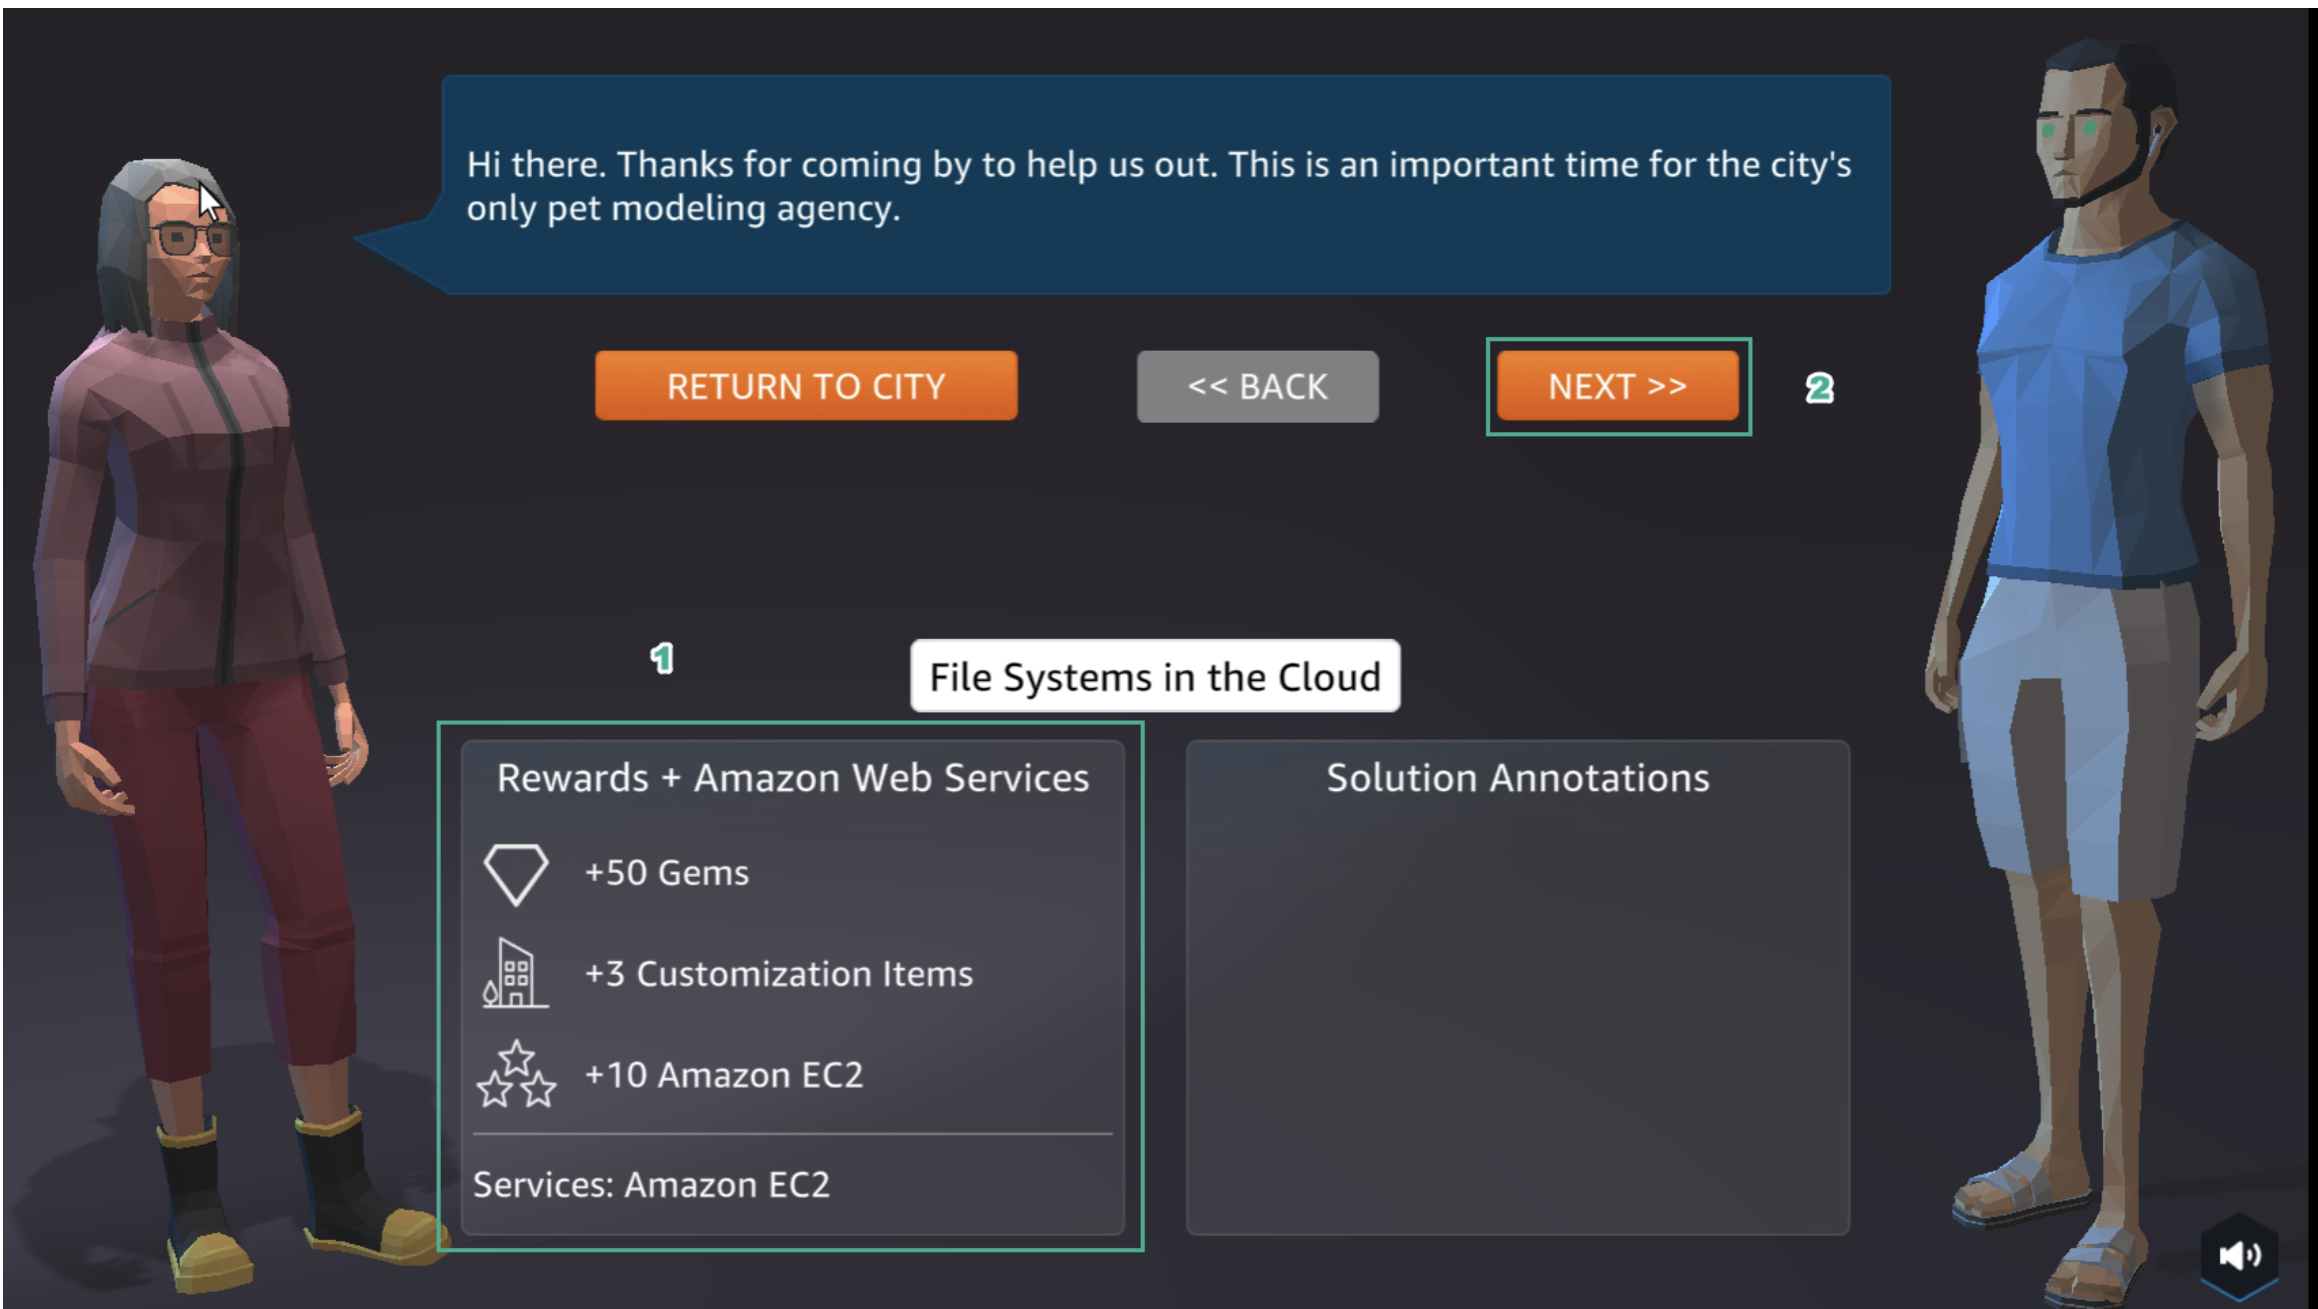 Hi there. Thanks for coming by to help us out. This is an important time for the city's
only pet modeling agency.
RETURN TO CITY
<< BACK
NEXT >>
2
1
File Systems in the Cloud
Rewards + Amazon Web Services
+50 Gems
+3 Customization Items
+10 Amazon EC2
Services: Amazon EC2
Solution Annotations